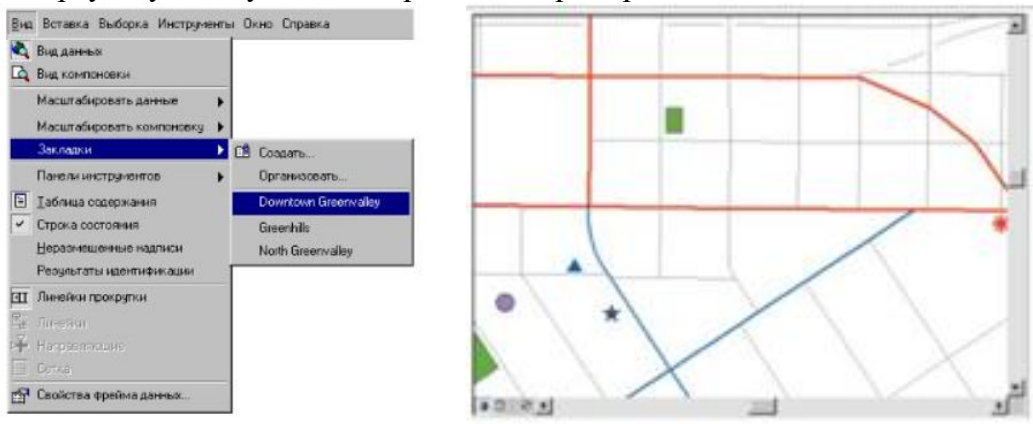 Вид Вставка Выборка Инструменты Окно Справка
Вид данных
Вид компоновки
Масштабировать данные
Масштабировать компоновку
Закладки
Создать...
Панели инструментов
Организовать...
Таблица содержания
Downtown Greenvalley
Строка состояния
Greenhills
Неразмещенные надписи
North Greenvalley
Результаты идентификации
Линейки прокрутки
Линейки
Направляющие
Сетка
Свойства фрейма данных...